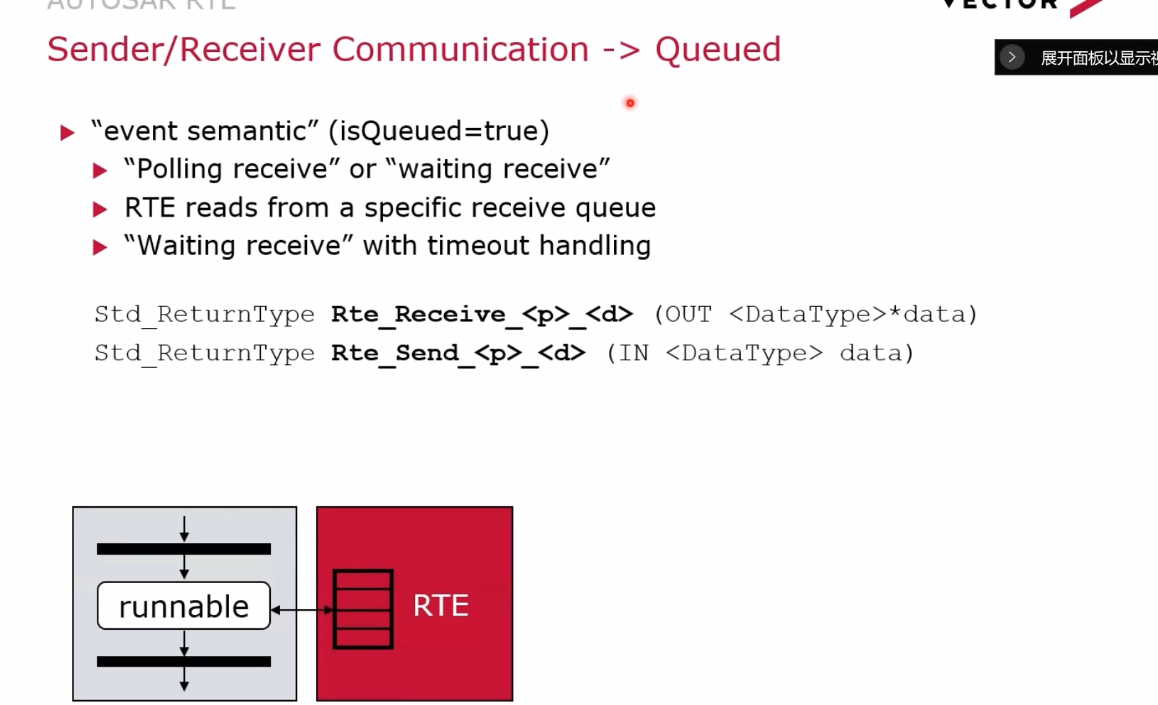 AUTOSAR RTE
VECTOR
Sender/Receiver Communication -> Queued
展开面板以显示视
“event semantic” (isQueued=true)
“Polling receive” or “waiting receive”
RTE reads from a specific receive queue
“Waiting receive” with timeout handling
Std_ReturnType Rte_Receive_<p>_<d> (OUT <DataType>*data)
Std_ReturnType Rte_Send_<p>_<d> (IN <DataType> data)
runnable
RTE